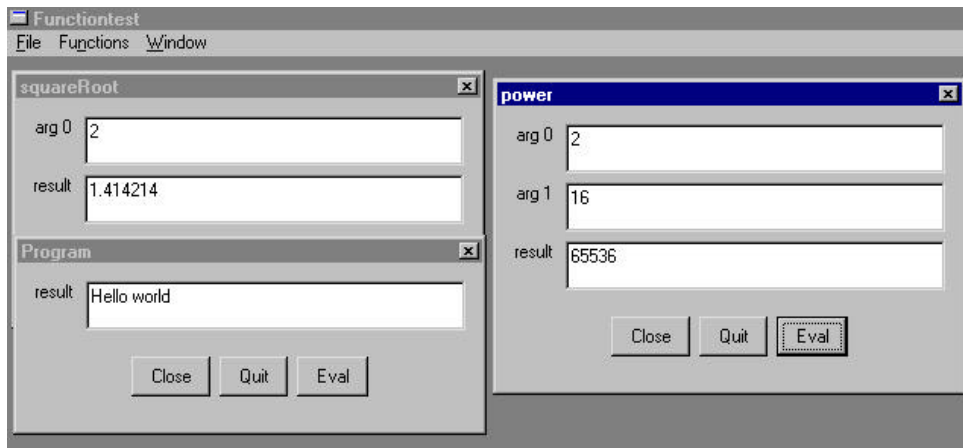 Functiontest
File Functions Window
squareRoot
arg 0 2
result 1.414214
Program
result Hello world
Close Quit Eval
power
arg 0 2
arg 1 16
result 65536
Close Quit Eval